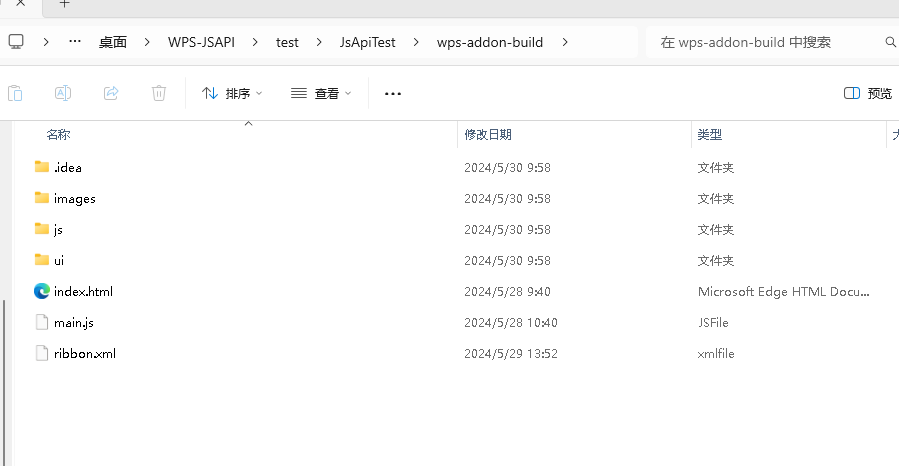 桌面 WPS-JSAPI test JsApiTest wps-addon-build 在 wps-addon-build 中搜索
排序 查看 预览
名称 修改日期 类型
.idea 2024/5/30 9:58 文件夹
images 2024/5/30 9:58 文件夹
js 2024/5/30 9:58 文件夹
ui 2024/5/30 9:58 文件夹
index.html 2024/5/28 9:40 Microsoft Edge HTML Docu...
main.js 2024/5/28 10:40 JSFile
ribbon.xml 2024/5/29 13:52 xmlfile